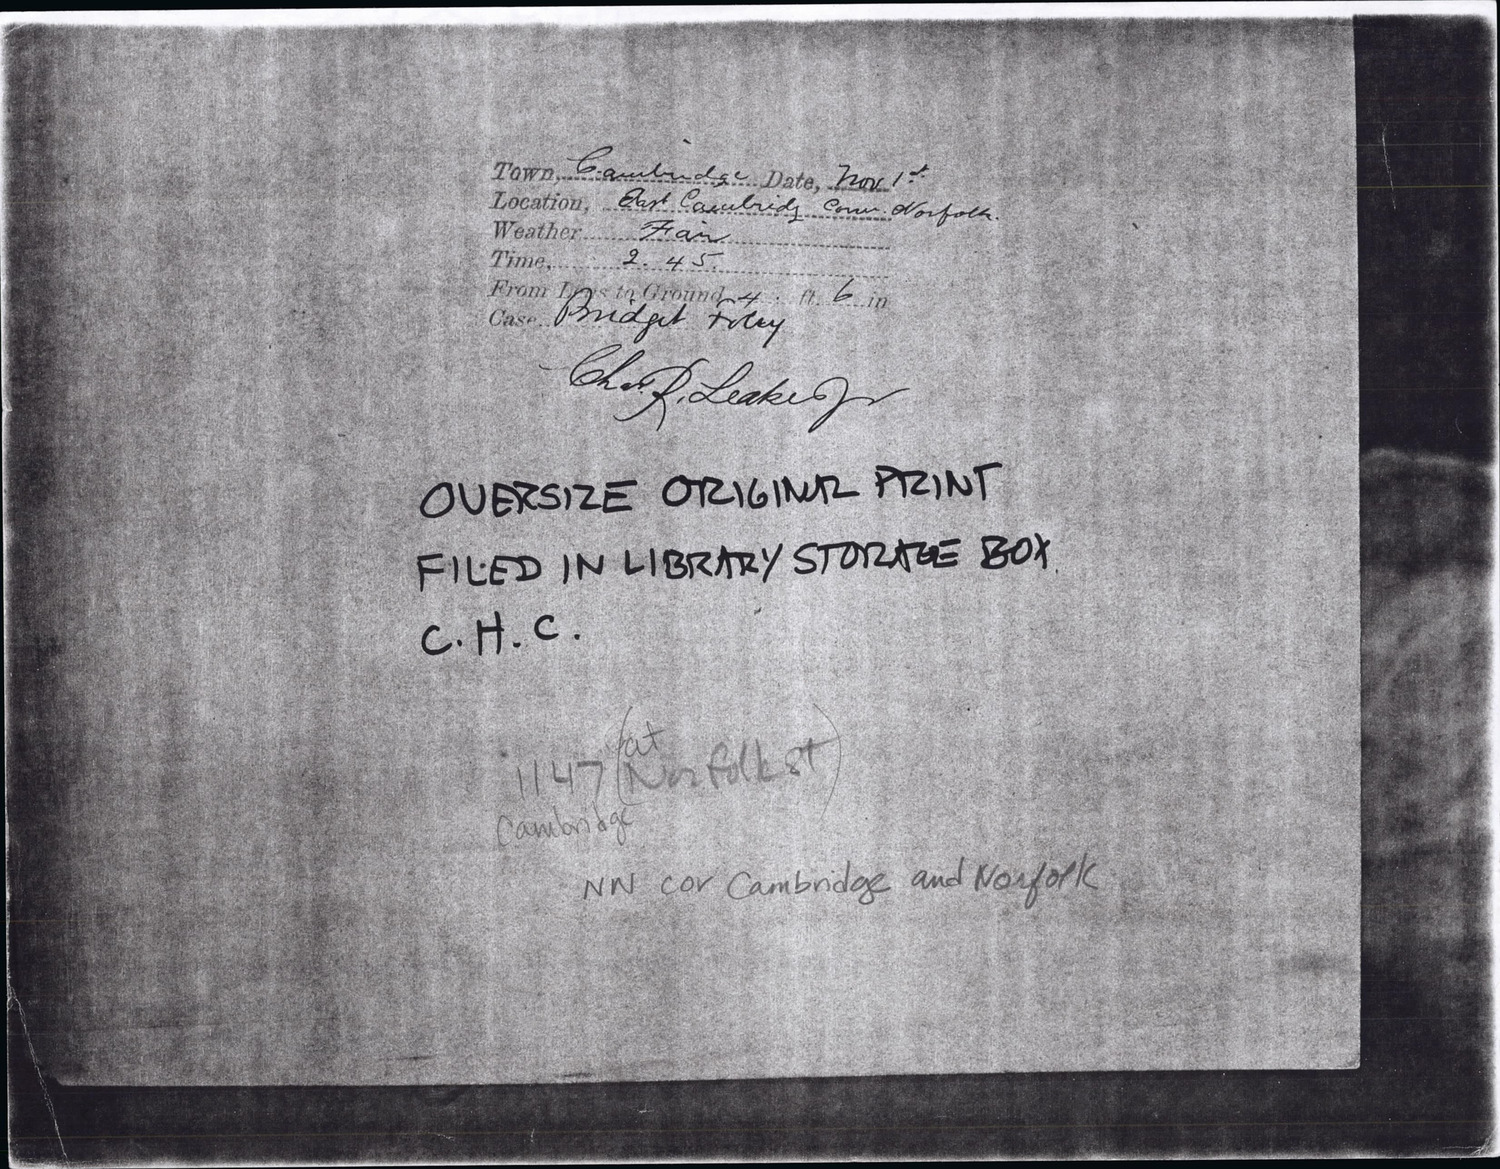 Town, Cambridge Date, Nov 1st
Location, East Cambridg Corner Norfolk.
Weather Fair
Time, 2.45.
From Lens to Ground 4 ft. 6 in
Case Bridget Foley
Chas. R. Leake Jr
OVERSIZE ORIGINAL PRINT
FILED IN LIBRARY STORAGE BOX.
C.H.C.
1147 (at Norfolk St)
Cambridge
NW cor Cambridge and Norfolk